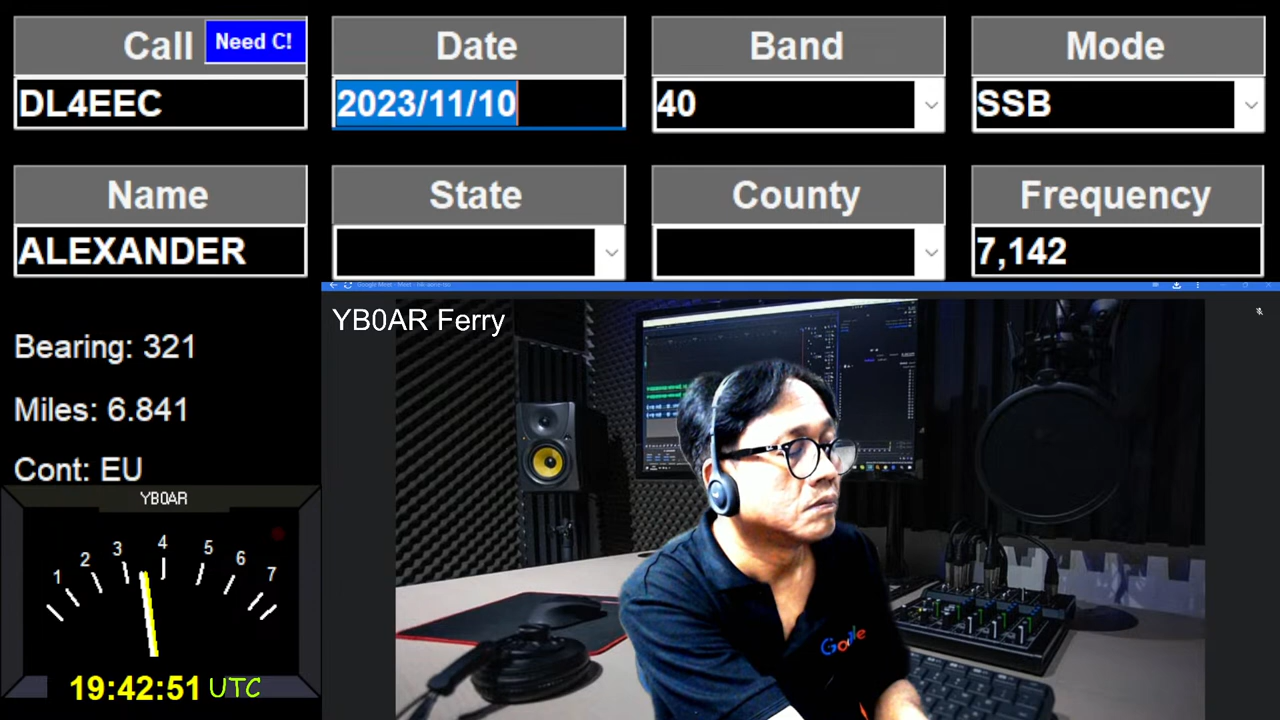 Call
Need C!
Date
Band
Mode
DL4EEC
2023/11/10
40
SSB
Name
State
County
Frequency
ALEXANDER
7,142
YB0AR Ferry
Bearing: 321
Miles: 6.841
Cont: EU
YB0AR
1 2 3 4 5 6 7
19:42:51 UTC
Google